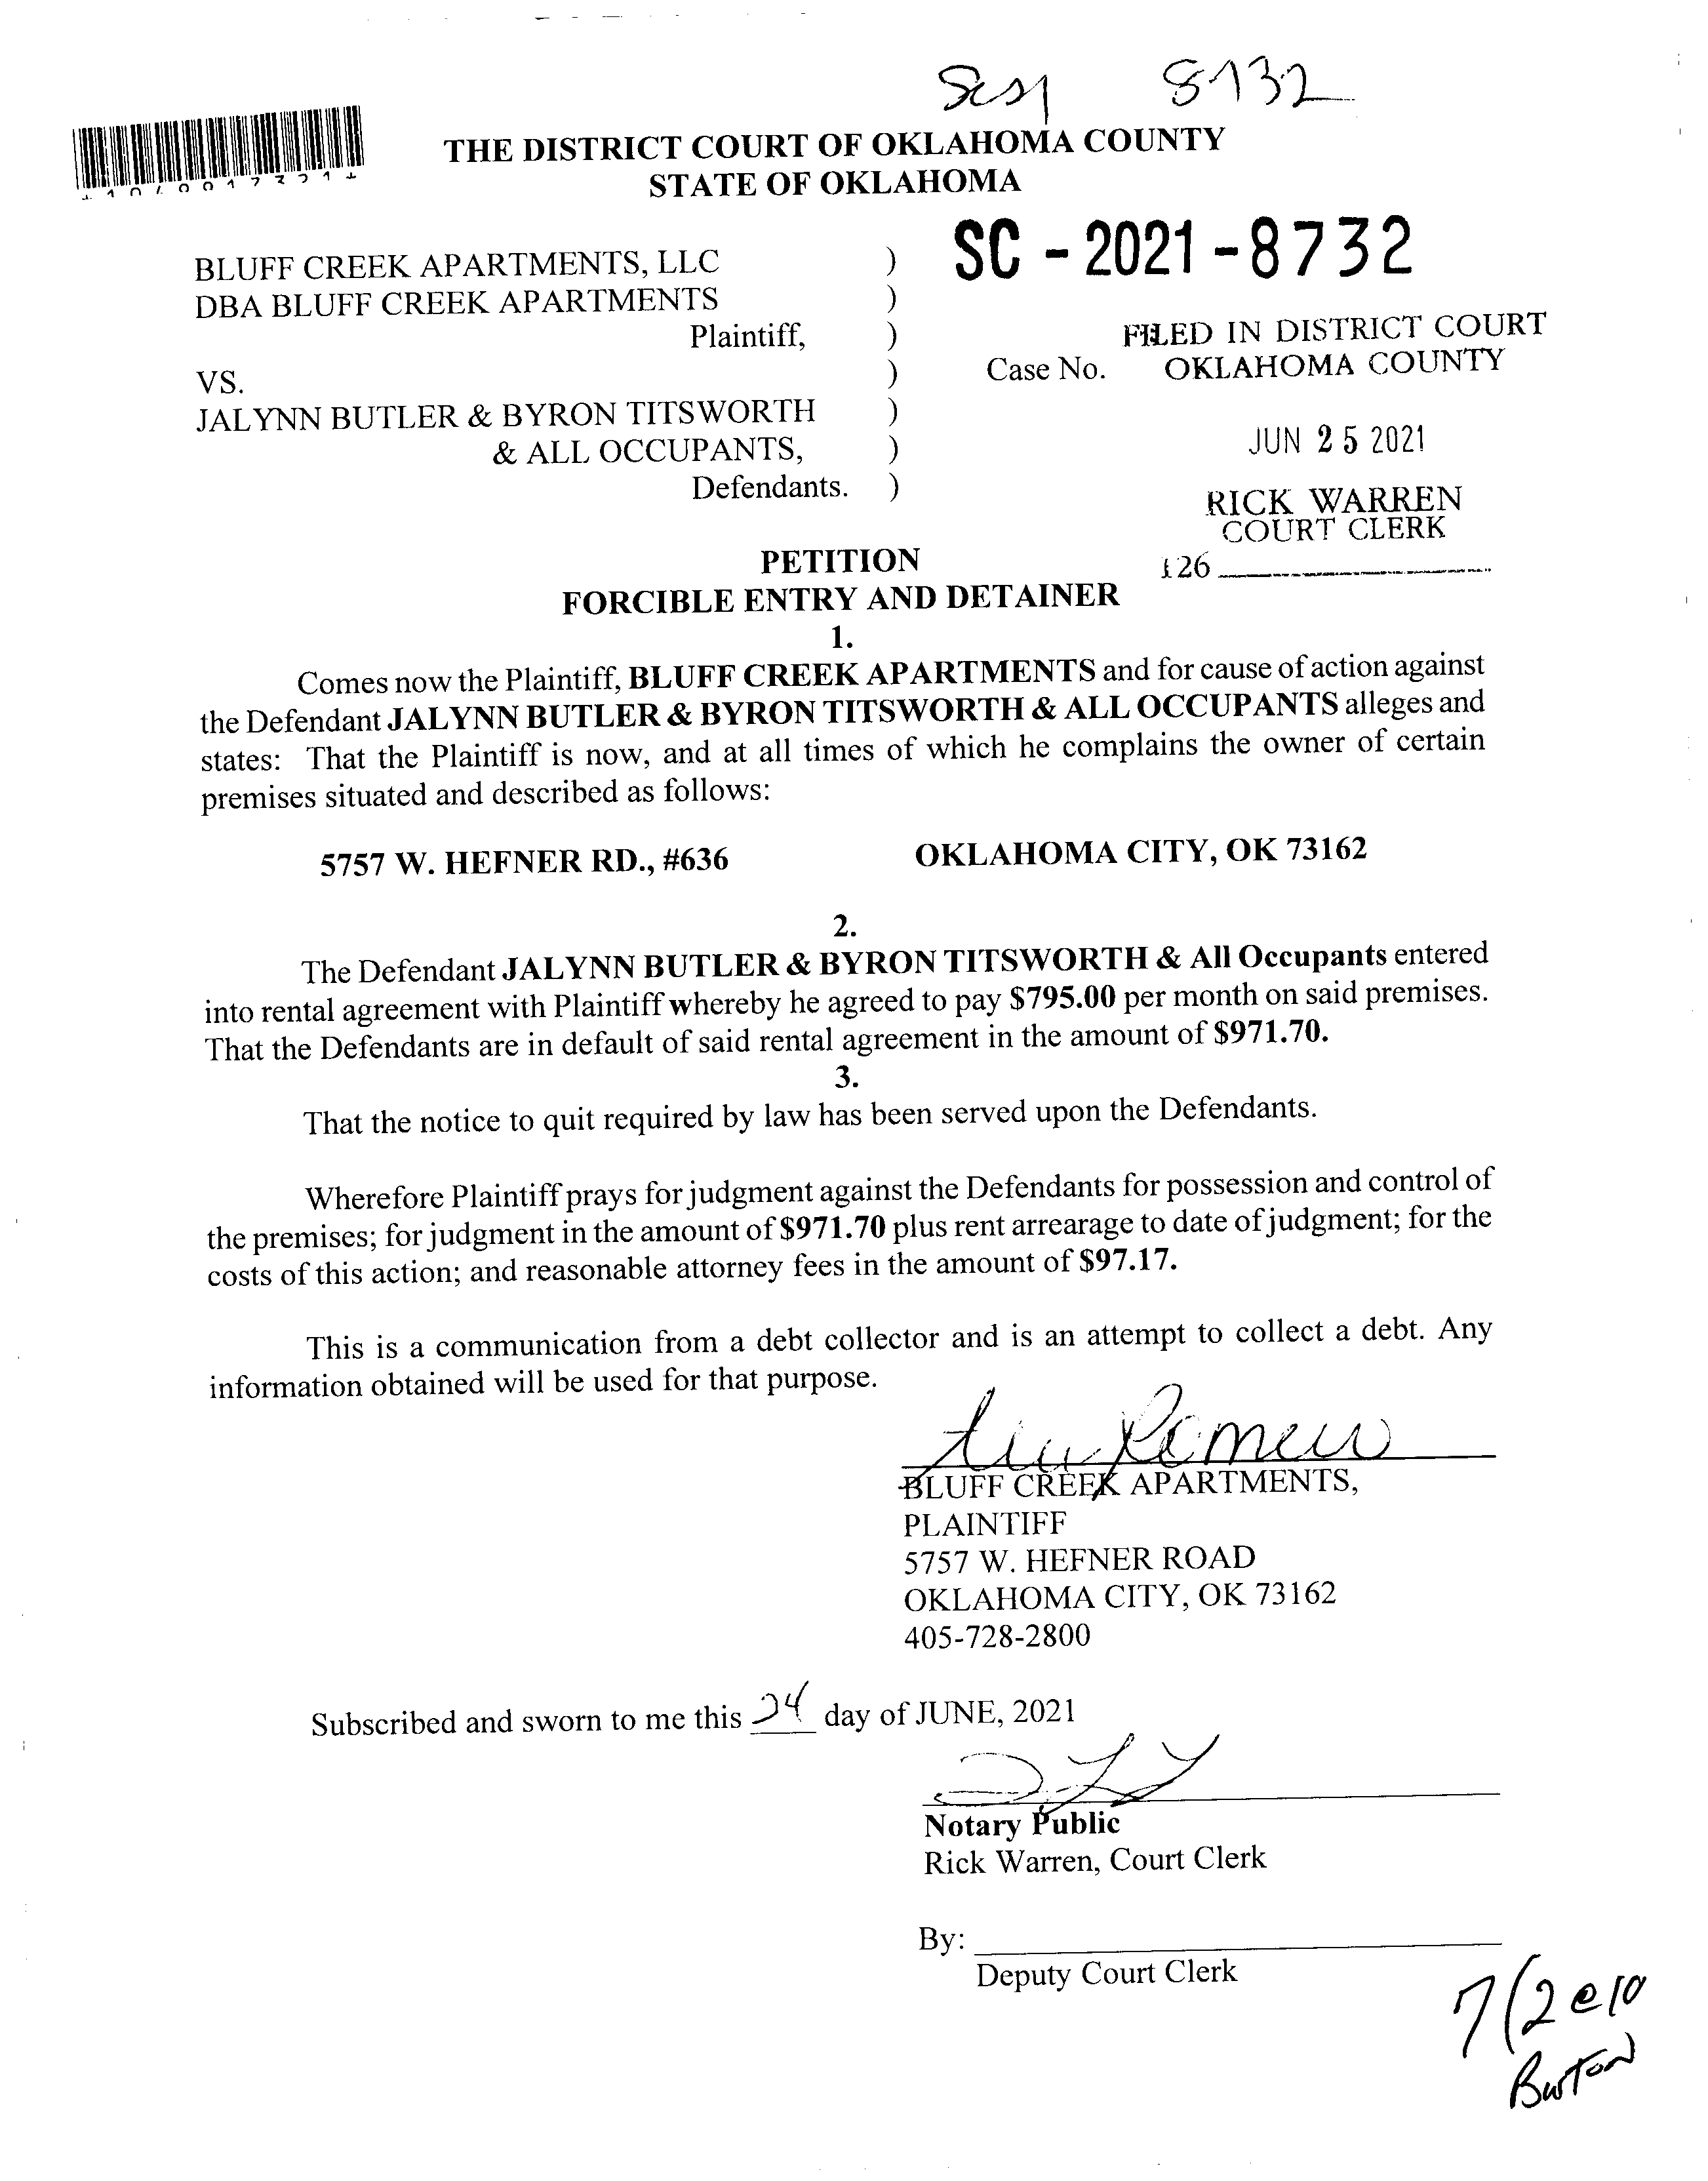 8732
THE DISTRICT COURT OF OKLAHOMA COUNTY
STATE OF OKLAHOMA
SC - 2021 - 8732
BLUFF CREEK APARTMENTS, LLC )
DBA BLUFF CREEK APARTMENTS )
Plaintiff, )
FILED IN DISTRICT COURT
)
Case No. OKLAHOMA COUNTY
VS.
JALYNN BUTLER & BYRON TITSWORTH )
& ALL OCCUPANTS, )
JUN 25 2021
Defendants. )
RICK WARREN
COURT CLERK
126
PETITION
FORCIBLE ENTRY AND DETAINER
1.
Comes now the Plaintiff, BLUFF CREEK APARTMENTS and for cause of action against
the Defendant JALYNN BUTLER & BYRON TITSWORTH & ALL OCCUPANTS alleges and
states: That the Plaintiff is now, and at all times of which he complains the owner of certain
premises situated and described as follows:
5757 W. HEFNER RD., #636 OKLAHOMA CITY, OK 73162
2.
The Defendant JALYNN BUTLER & BYRON TITSWORTH & All Occupants entered
into rental agreement with Plaintiff whereby he agreed to pay $795.00 per month on said premises.
That the Defendants are in default of said rental agreement in the amount of $971.70.
3.
That the notice to quit required by law has been served upon the Defendants.
Wherefore Plaintiff prays for judgment against the Defendants for possession and control of
the premises; for judgment in the amount of $971.70 plus rent arrearage to date of judgment; for the
costs of this action; and reasonable attorney fees in the amount of $97.17.
This is a communication from a debt collector and is an attempt to collect a debt. Any
information obtained will be used for that purpose.
BLUFF CREEK APARTMENTS,
PLAINTIFF
5757 W. HEFNER ROAD
OKLAHOMA CITY, OK 73162
405-728-2800
Subscribed and sworn to me this 24 day of JUNE, 2021
Notary Public
Rick Warren, Court Clerk
By:
Deputy Court Clerk
7/2 @ 10
Burton